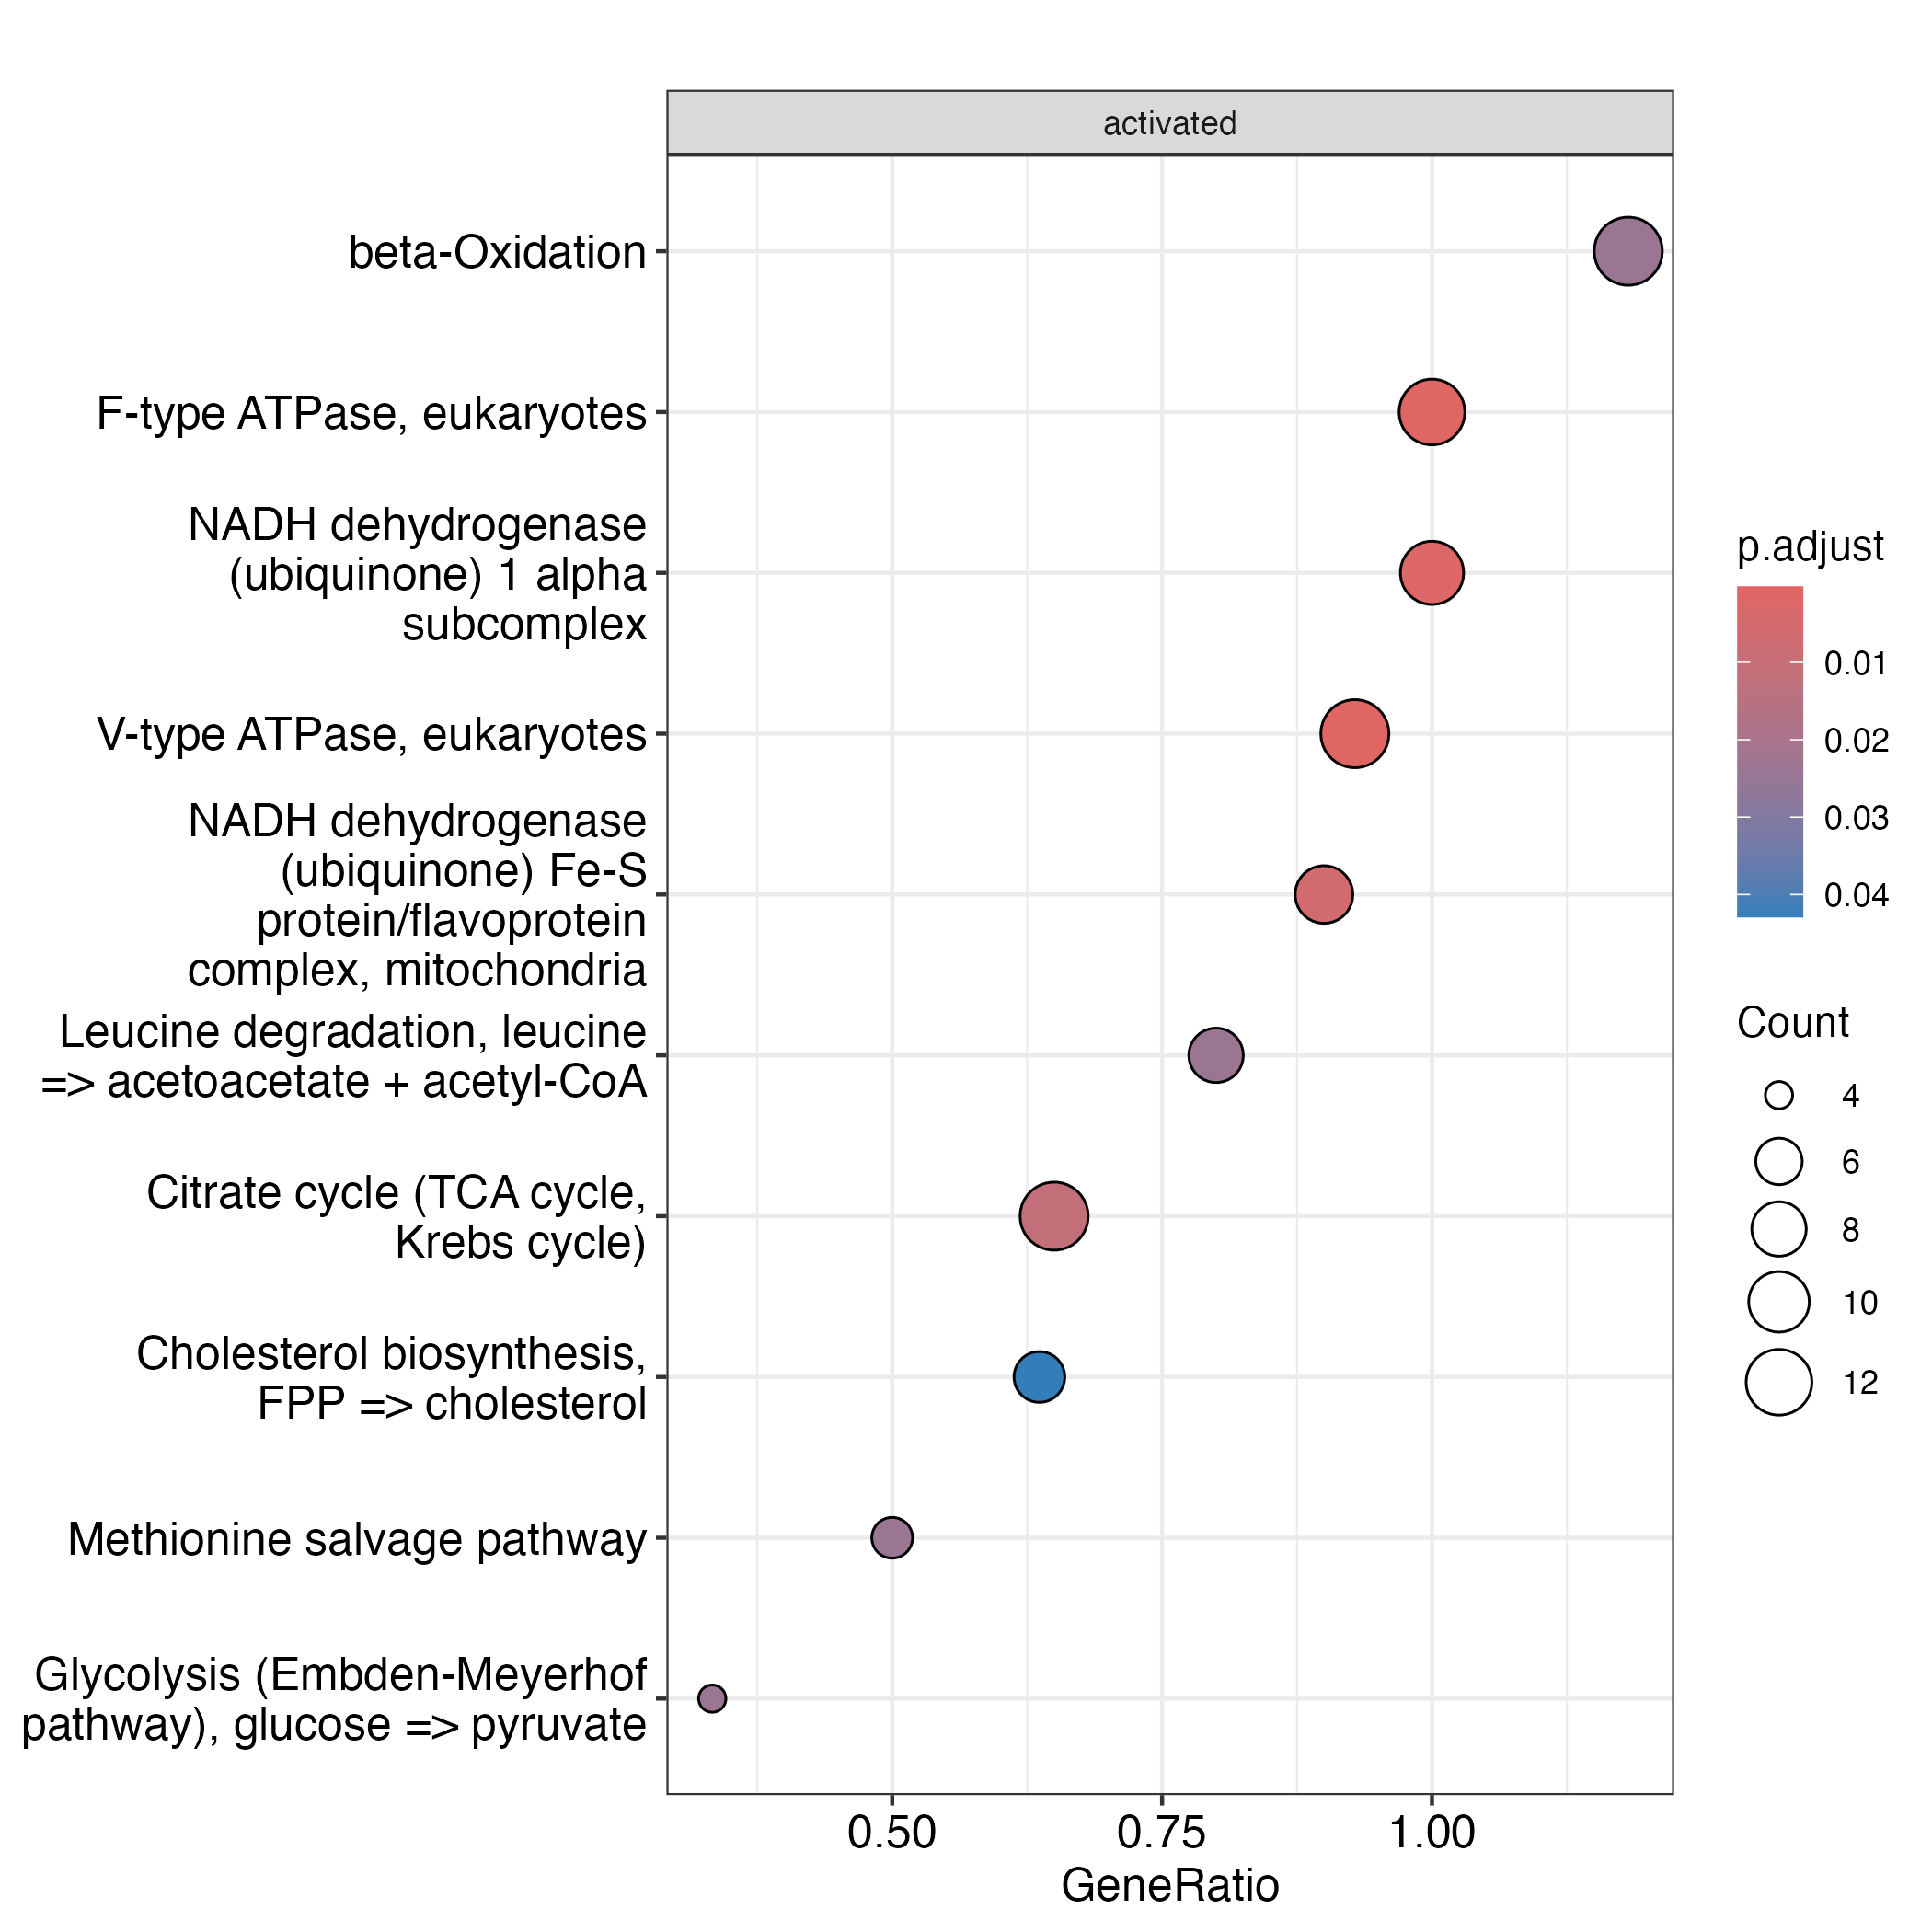 activated
beta-Oxidation
F-type ATPase, eukaryotes
NADH dehydrogenase
(ubiquinone) 1 alpha
subcomplex
V-type ATPase, eukaryotes
NADH dehydrogenase
(ubiquinone) Fe-S
protein/flavoprotein
complex, mitochondria
Leucine degradation, leucine
=> acetoacetate + acetyl-CoA
Citrate cycle (TCA cycle,
Krebs cycle)
Cholesterol biosynthesis,
FPP => cholesterol
Methionine salvage pathway
Glycolysis (Embden-Meyerhof
pathway), glucose => pyruvate
0.50 0.75 1.00
GeneRatio
p.adjust
0.01
0.02
0.03
0.04
Count
4
6
8
10
12